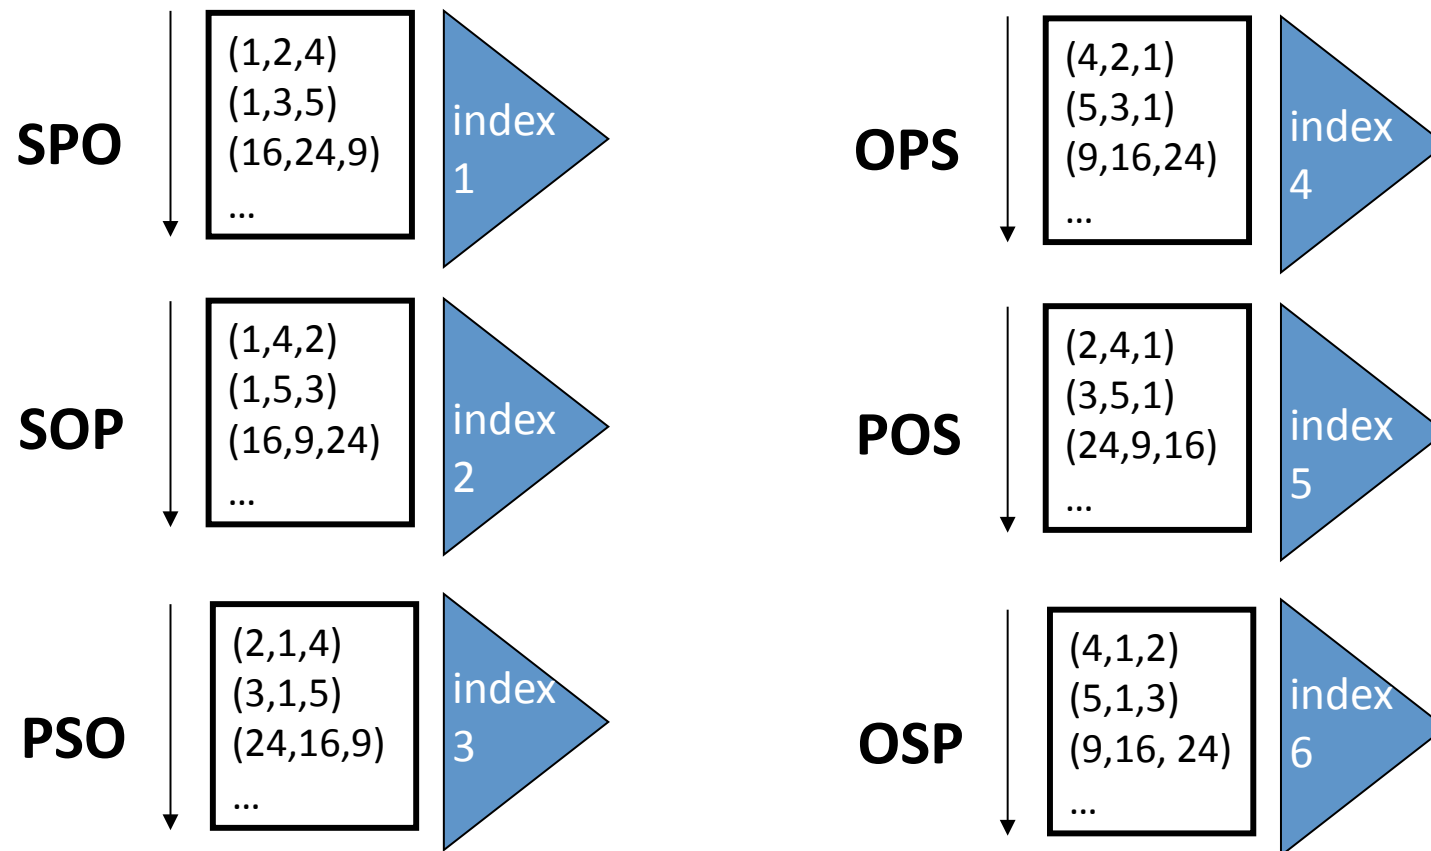 SPO
(1,2,4)
(1,3,5)
(16,24,9)
...
index
1
OPS
(4,2,1)
(5,3,1)
(9,16,24)
...
index
4
SOP
(1,4,2)
(1,5,3)
(16,9,24)
...
index
2
POS
(2,4,1)
(3,5,1)
(24,9,16)
...
index
5
PSO
(2,1,4)
(3,1,5)
(24,16,9)
...
index
3
OSP
(4,1,2)
(5,1,3)
(9,16, 24)
...
index
6